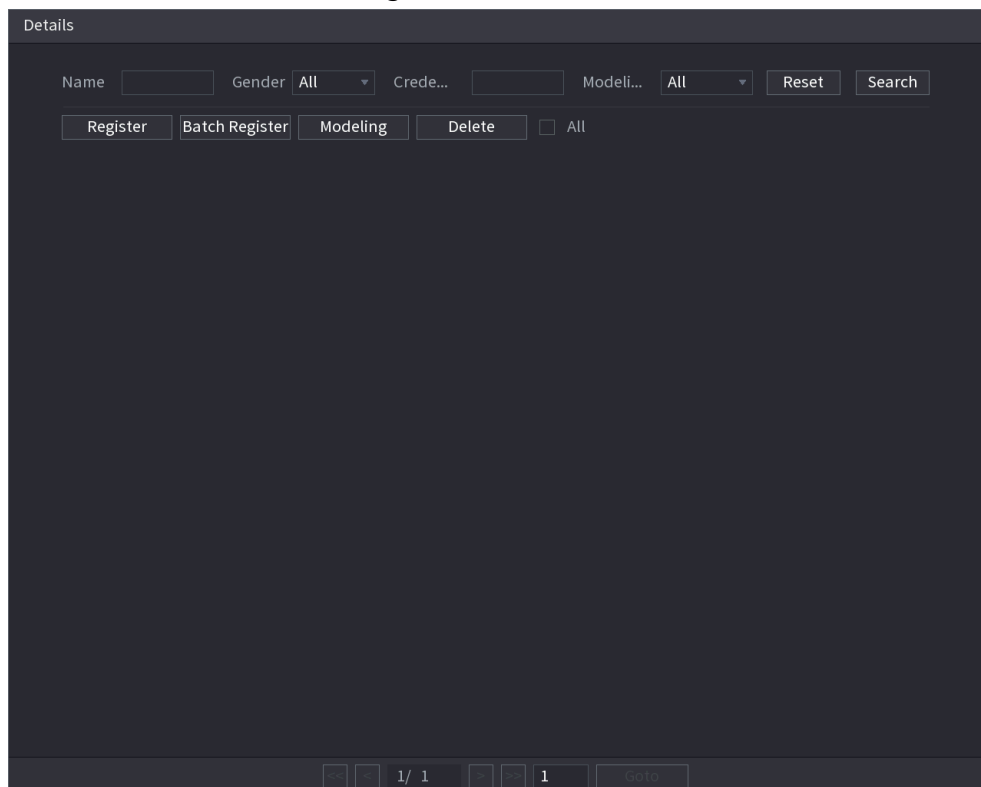 Details
Name Gender All Crede... Modeli... All Reset Search
Register Batch Register Modeling Delete All
<< < 1/ 1 > >> 1 Goto